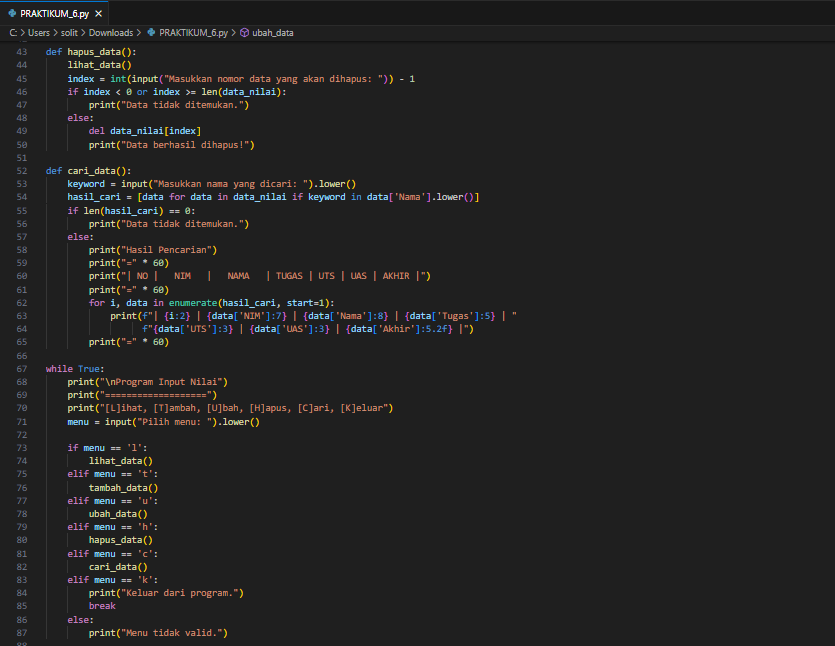 PRAKTIKUM_6.py ×
C: > Users > solit > Downloads > PRAKTIKUM_6.py > ubah_data
43 def hapus_data():
44     lihat_data()
45     index = int(input("Masukkan nomor data yang akan dihapus: ")) - 1
46     if index < 0 or index >= len(data_nilai):
47         print("Data tidak ditemukan.")
48     else:
49         del data_nilai[index]
50         print("Data berhasil dihapus!")
51
52 def cari_data():
53     keyword = input("Masukkan nama yang dicari: ").lower()
54     hasil_cari = [data for data in data_nilai if keyword in data['Nama'].lower()]
55     if len(hasil_cari) == 0:
56         print("Data tidak ditemukan.")
57     else:
58         print("Hasil Pencarian")
59         print("=" * 60)
60         print("| NO |   NIM   |   NAMA   | TUGAS | UTS | UAS | AKHIR |")
61         print("=" * 60)
62         for i, data in enumerate(hasil_cari, start=1):
63             print(f"| {i:2} | {data['NIM']:7} | {data['Nama']:8} | {data['Tugas']:5} | "
64                   f"{data['UTS']:3} | {data['UAS']:3} | {data['Akhir']:5.2f} |")
65         print("=" * 60)
66
67 while True:
68     print("\nProgram Input Nilai")
69     print("===================")
70     print("[L]ihat, [T]ambah, [U]bah, [H]apus, [C]ari, [K]eluar")
71     menu = input("Pilih menu: ").lower()
72
73     if menu == 'l':
74         lihat_data()
75     elif menu == 't':
76         tambah_data()
77     elif menu == 'u':
78         ubah_data()
79     elif menu == 'h':
80         hapus_data()
81     elif menu == 'c':
82         cari_data()
83     elif menu == 'k':
84         print("Keluar dari program.")
85         break
86     else:
87         print("Menu tidak valid.")
88